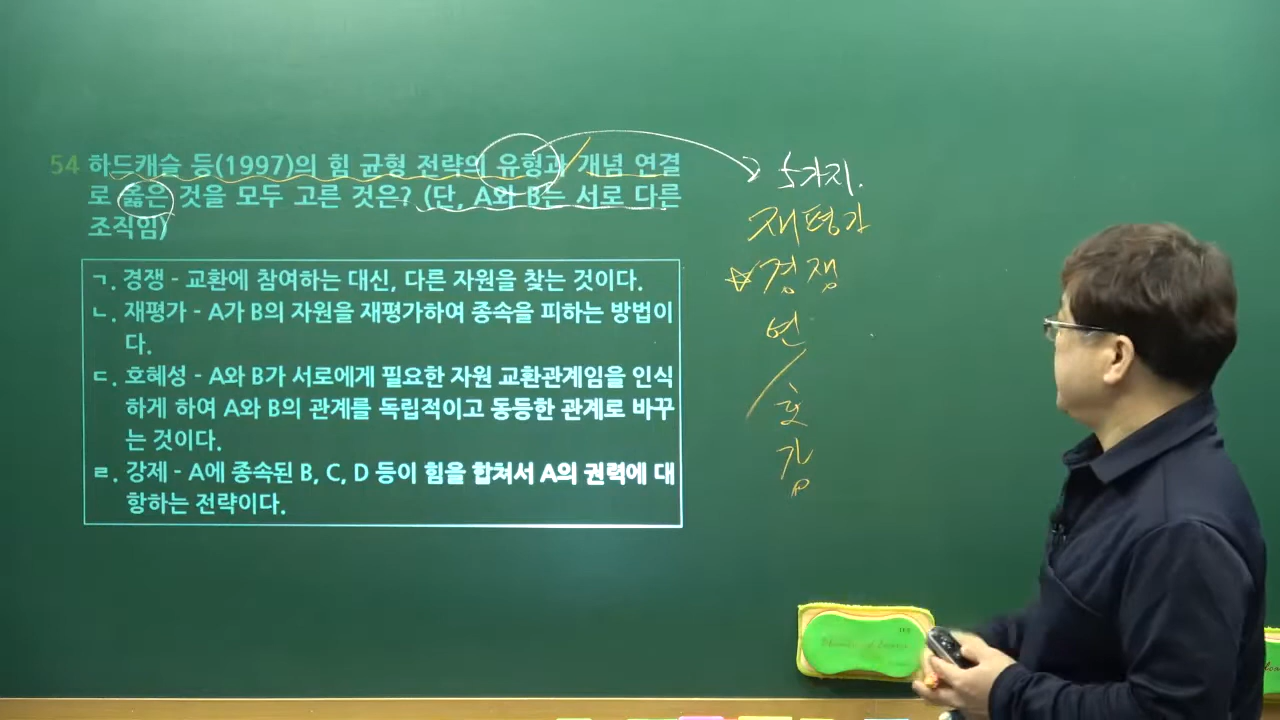 54 하드캐슬 등(1997)의 힘 균형 전략의 유형과 개념 연결
로 옳은 것을 모두 고른 것은? (단, A와 B는 서로 다른
조직임)
ㄱ. 경쟁 - 교환에 참여하는 대신, 다른 자원을 찾는 것이다.
ㄴ. 재평가 - A가 B의 자원을 재평가하여 종속을 피하는 방법이
다.
ㄷ. 호혜성 - A와 B가 서로에게 필요한 자원 교환관계임을 인식
하게 하여 A와 B의 관계를 독립적이고 동등한 관계로 바꾸
는 것이다.
ㄹ. 강제 - A에 종속된 B, C, D 등이 힘을 합쳐서 A의 권력에 대
항하는 전략이다.
5가지.
재평가
경쟁
연
호
강